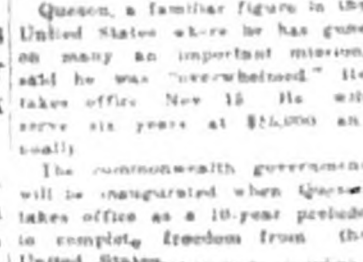 Quezon, a familiar figure in the
United States where he has gone
on many an important mission,
said he was "overwhelmed." He
takes office Nov 15 He will
serve six years at an-
nually
The commonwealth government
will be inaugurated when Quezon
takes office as a 10-year prelude
to complete freedom from the
United States